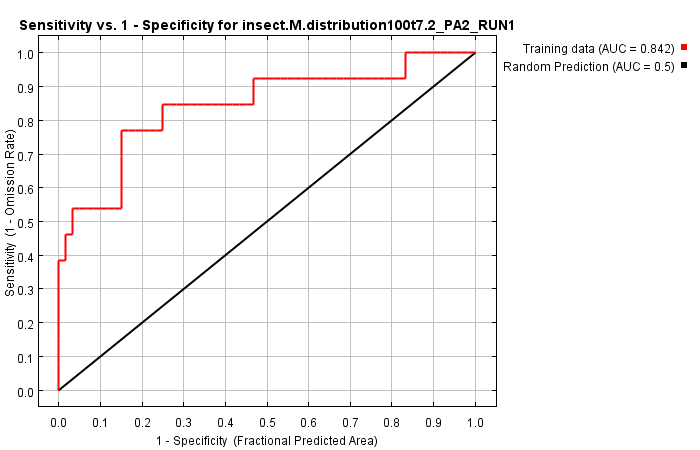 Sensitivity vs. 1 - Specificity for insect.M.distribution100t7.2_PA2_RUN1
Training data (AUC = 0.842)
Random Prediction (AUC = 0.5)
Sensitivity (1 - Omission Rate)
1.0
0.9
0.8
0.7
0.6
0.5
0.4
0.3
0.2
0.1
0.0
0.0 0.1 0.2 0.3 0.4 0.5 0.6 0.7 0.8 0.9 1.0
1 - Specificity (Fractional Predicted Area)